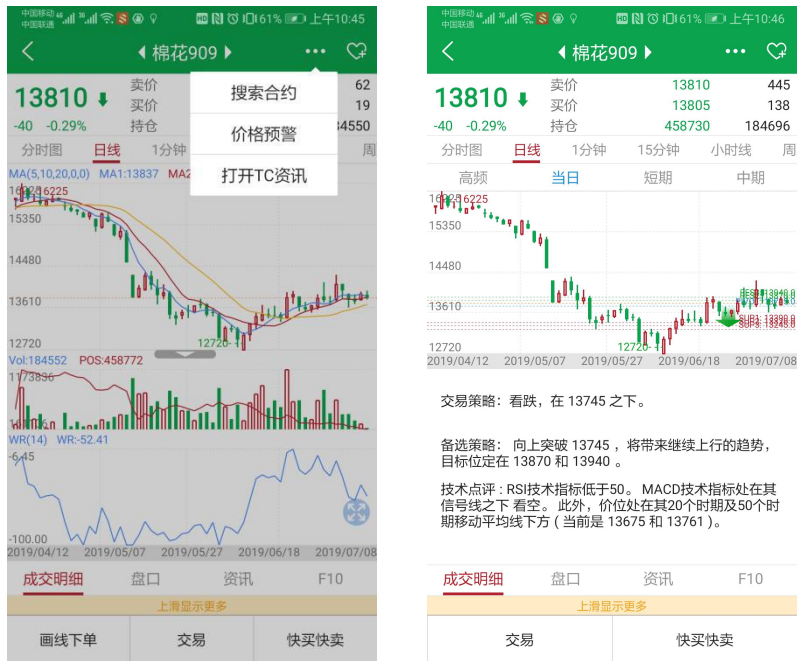 中国移动
中国联通
61%
上午10:45
棉花909
13810
卖价
62
买价
19
-40 -0.29%
持仓
34550
搜索合约
价格预警
打开TC资讯
分时图
日线
1分钟
周
MA(5,10,20,0,0) MA1:13837 MA2
16225
15350
14480
13610
12720
12720
Vol:184552 POS:458772
1173836
WR(14) WR:-52.41
-6.45
-100.00
2019/04/12 2019/05/07 2019/05/27 2019/06/18 2019/07/08
成交明细
盘口
资讯
F10
上滑显示更多
画线下单
交易
快买快卖
中国移动
中国联通
61%
上午10:46
棉花909
13810
卖价
13810
445
买价
13805
138
-40 -0.29%
持仓
458730
184696
分时图
日线
1分钟
15分钟
小时线
周
高频
当日
短期
中期
16225
15350
14480
13610
12720
12720
2019/04/12 2019/05/07 2019/05/27 2019/06/18 2019/07/08
交易策略：看跌，在 13745 之下。
备选策略： 向上突破 13745 ，将带来继续上行的趋势，
目标位定在 13870 和 13940 。
技术点评 : RSI技术指标低于50。 MACD技术指标处在其
信号线之下 看空。 此外，价位处在其20个时期及50个时
期移动平均线下方 ( 当前是 13675 和 13761 )。
成交明细
盘口
资讯
F10
上滑显示更多
交易
快买快卖